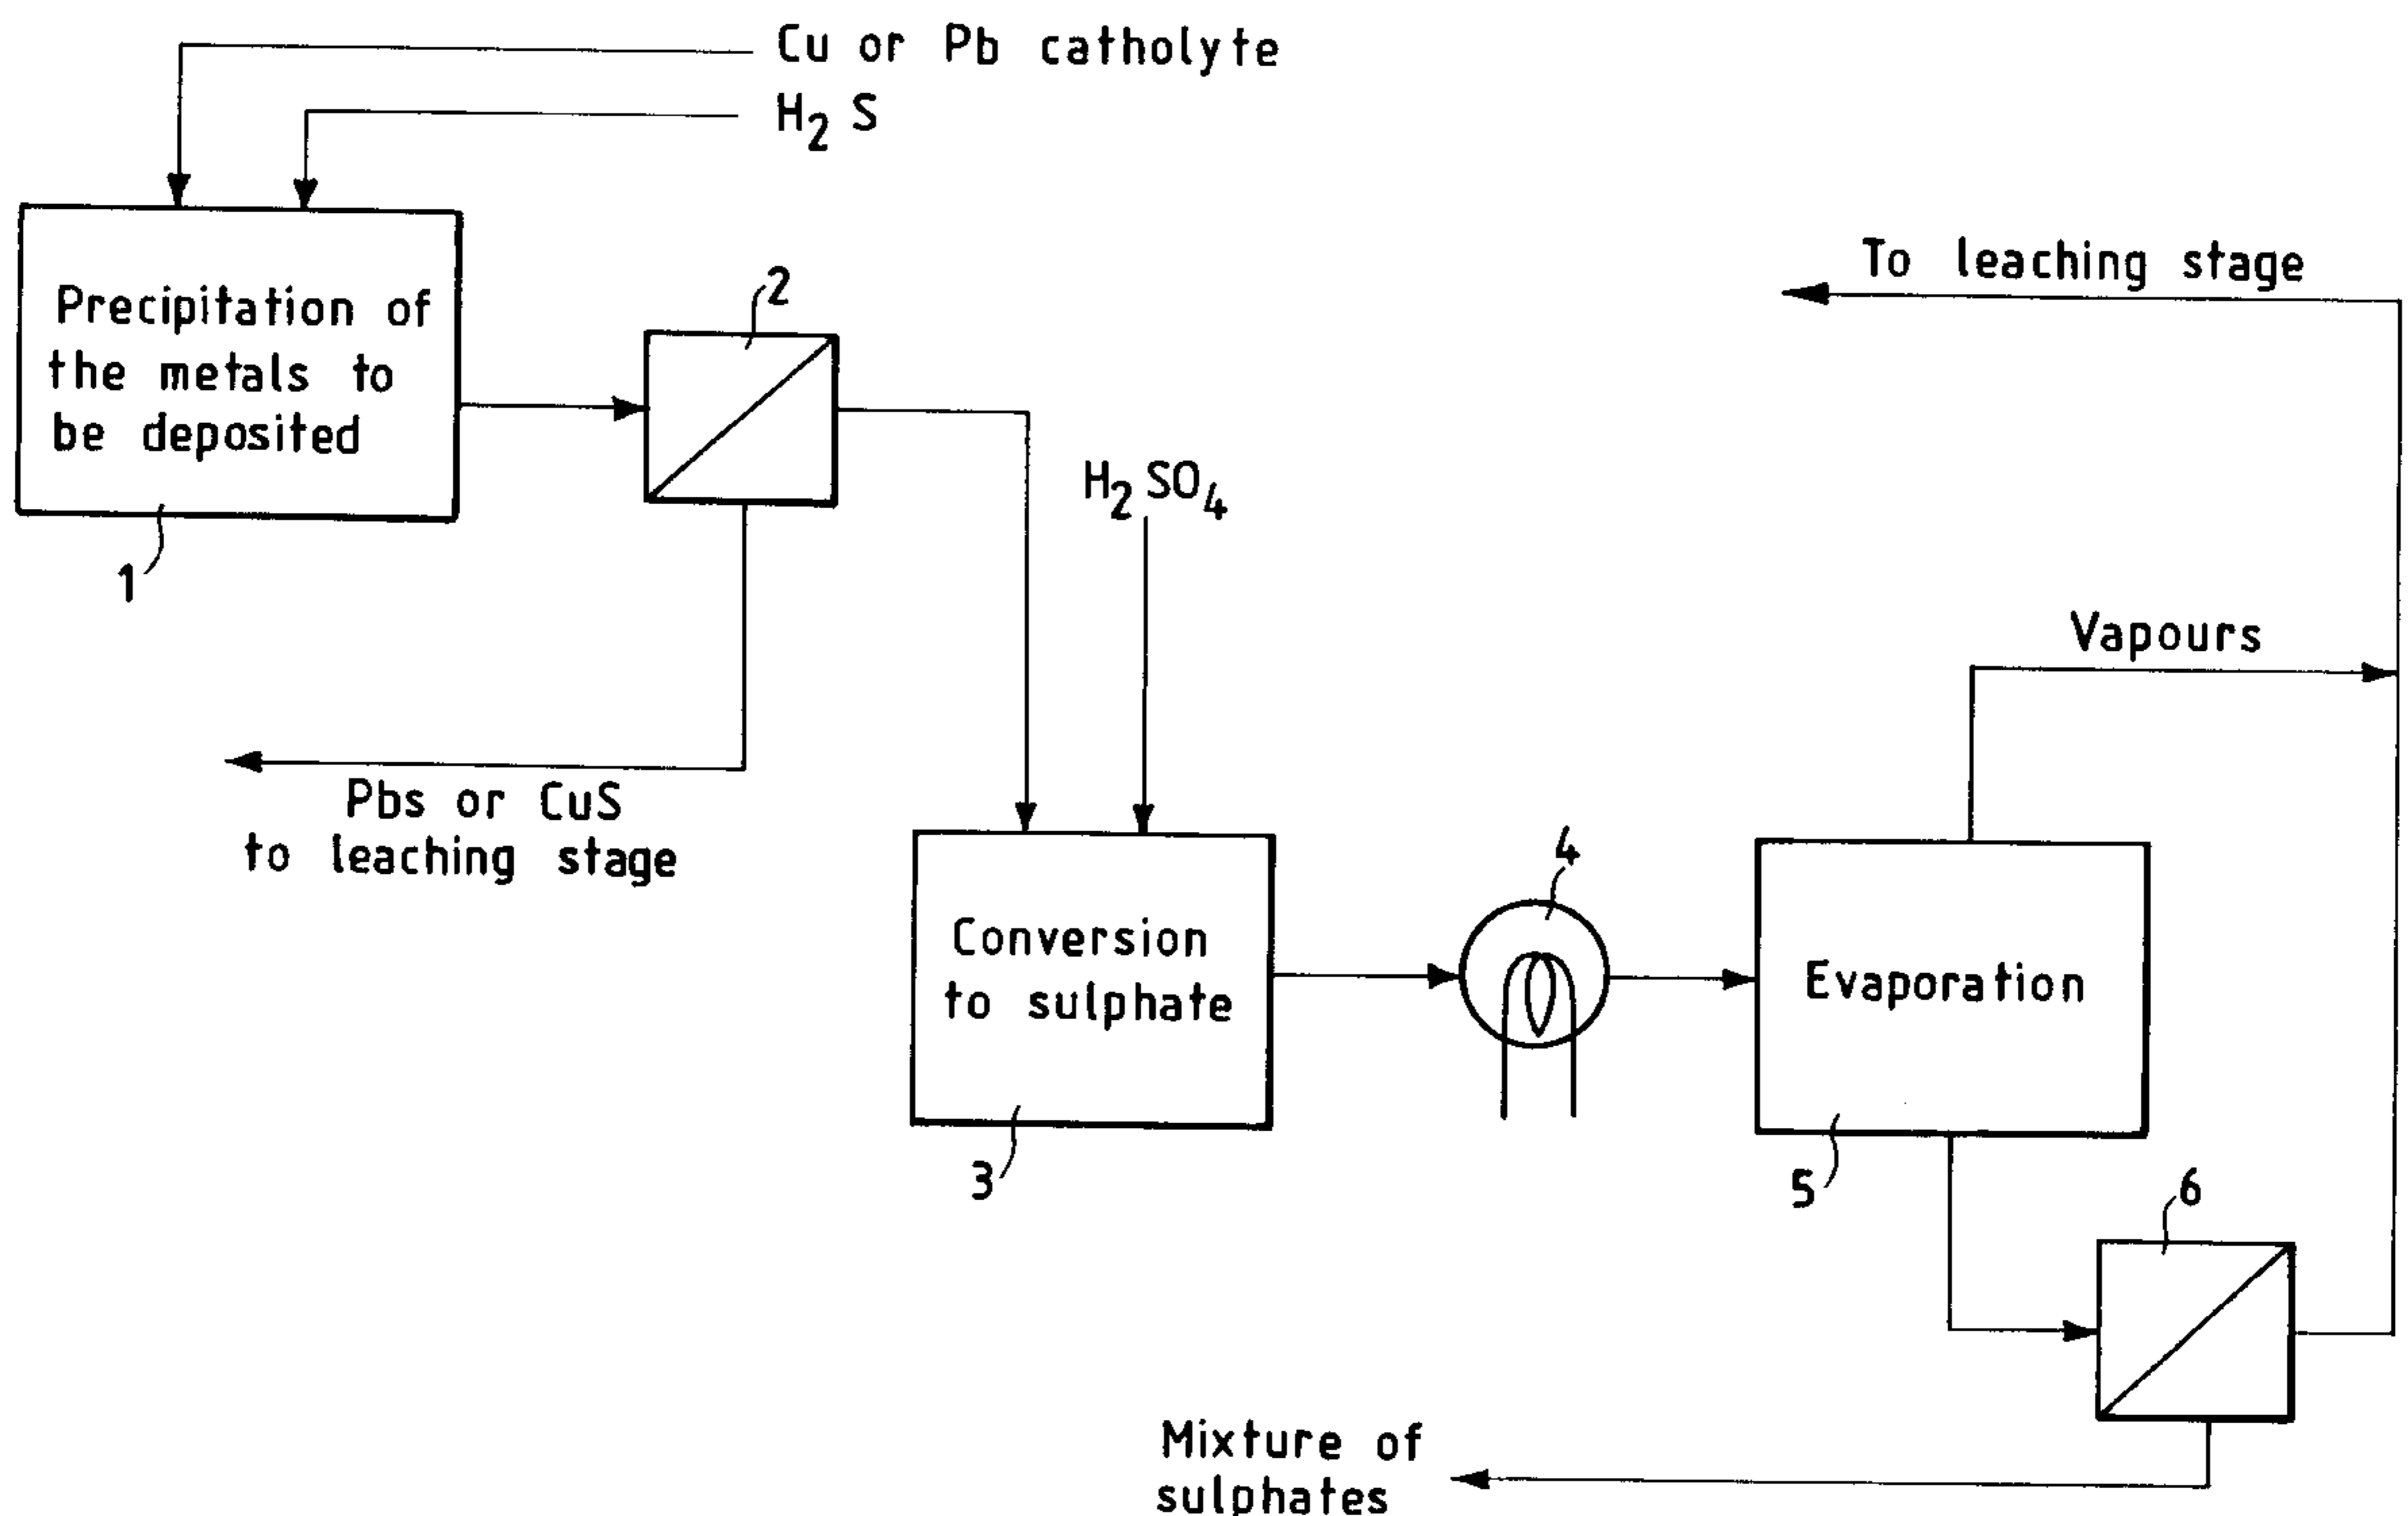 Cu or Pb catholyte
H₂ S
Precipitation of
the metals to
be deposited
1
2
Pbs or CuS
to leaching stage
H₂ SO₄
Conversion
to sulphate
3
4
To leaching stage
Vapours
Evaporation
5
6
Mixture of
sulphates